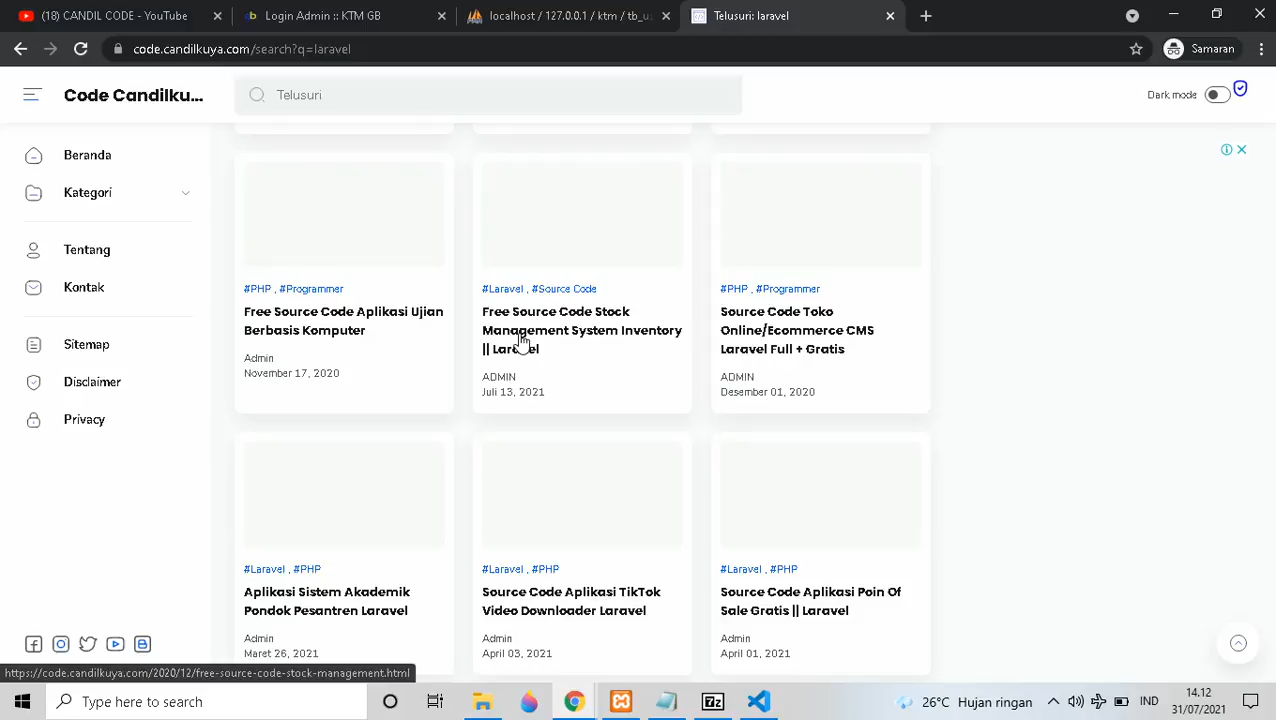 (18) CANDIL CODE - YouTube
Login Admin :: KTM GB
localhost / 127.0.0.1 / ktm / tb_u
Telusuri: laravel
code.candilkuya.com/search?q=laravel
Samaran
Code Candilku...
Telusuri
Dark mode
Beranda
Kategori
Tentang
Kontak
Sitemap
Disclaimer
Privacy
#PHP , #Programmer
Free Source Code Aplikasi Ujian
Berbasis Komputer
Admin
November 17, 2020
#Laravel , #Source Code
Free Source Code Stock
Management System Inventory
|| Laravel
ADMIN
Juli 13, 2021
#PHP , #Programmer
Source Code Toko
Online/Ecommerce CMS
Laravel Full + Gratis
ADMIN
Desember 01, 2020
#Laravel , #PHP
Aplikasi Sistem Akademik
Pondok Pesantren Laravel
Admin
Maret 26, 2021
#Laravel , #PHP
Source Code Aplikasi TikTok
Video Downloader Laravel
Admin
April 03, 2021
#Laravel , #PHP
Source Code Aplikasi Poin Of
Sale Gratis || Laravel
Admin
April 01, 2021
https://code.candilkuya.com/2020/12/free-source-code-stock-management.html
Type here to search
26°C Hujan ringan
IND
14.12
31/07/2021